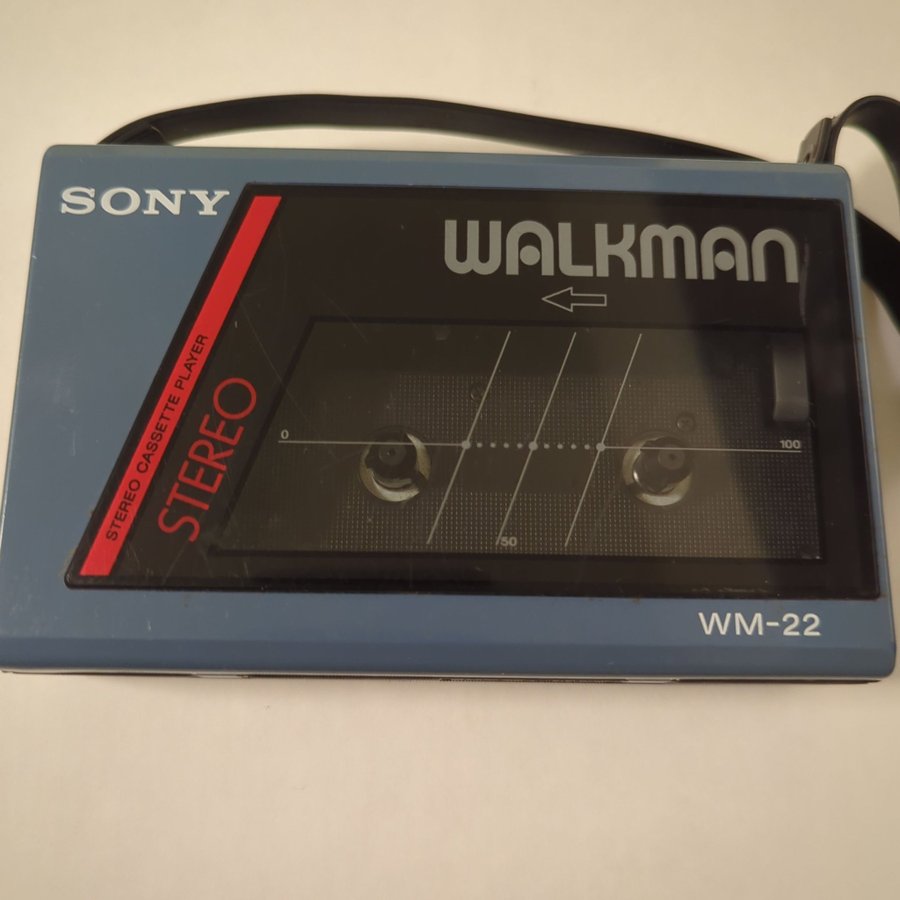 SONY
WALKMAN
STEREO CASSETTE PLAYER
STEREO
0
100
50
WM-22